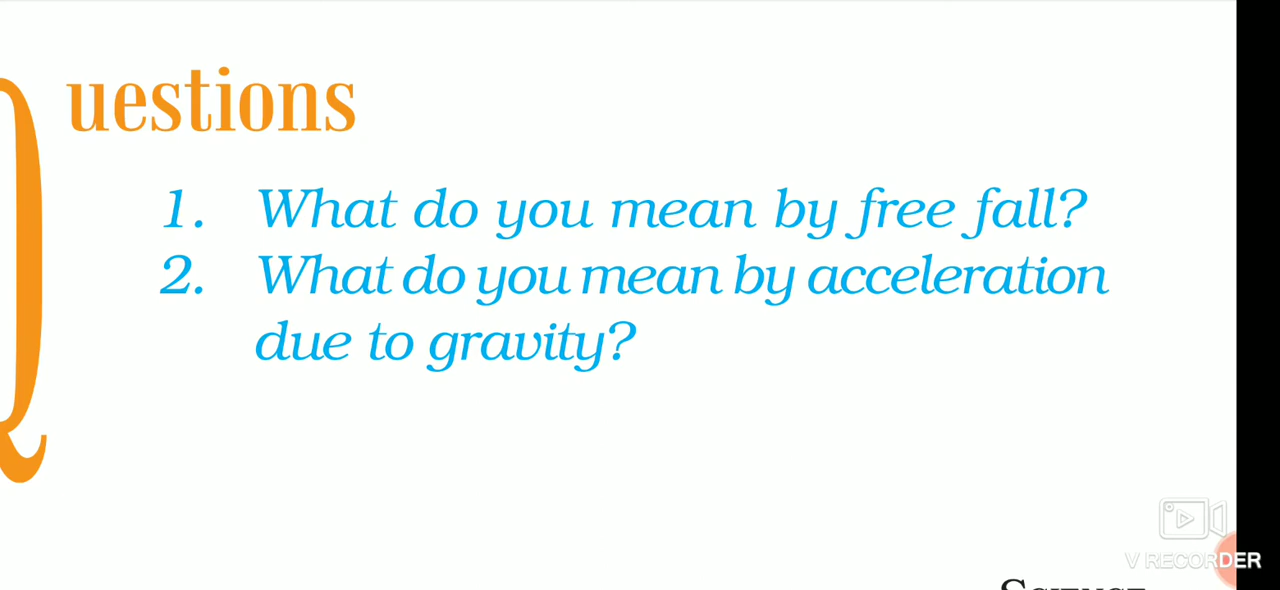 Questions
1. What do you mean by free fall?
2. What do you mean by acceleration
due to gravity?
V RECORDER